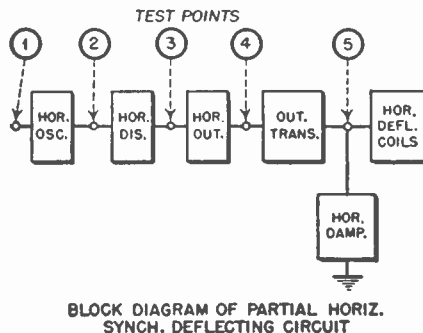 TEST POINTS
1 2 3 4 5
HOR. OSC.
HOR. DIS.
HOR. OUT.
OUT. TRANS.
HOR. DEFL. COILS
HOR. DAMP.
BLOCK DIAGRAM OF PARTIAL HORIZ.
SYNCH. DEFLECTING CIRCUIT